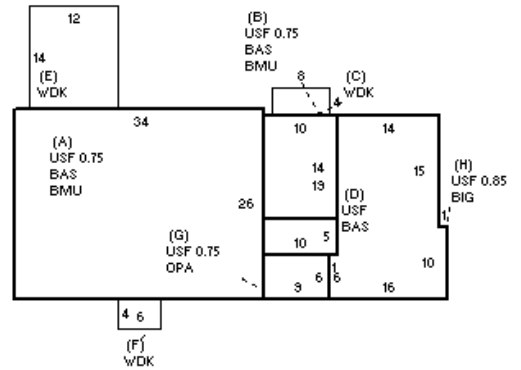 12
14
(E)
WDK
(B)
USF 0.75
BAS
BMU
8
4
(C)
WDK
34
(A)
USF 0.75
BAS
BMU
26
10
14
19
14
15
(H)
USF 0.85
BIG
1
(D)
USF
BAS
5
10
(G)
USF 0.75
OPA
6
9
1
6
10
16
4 6
(F)
WDK